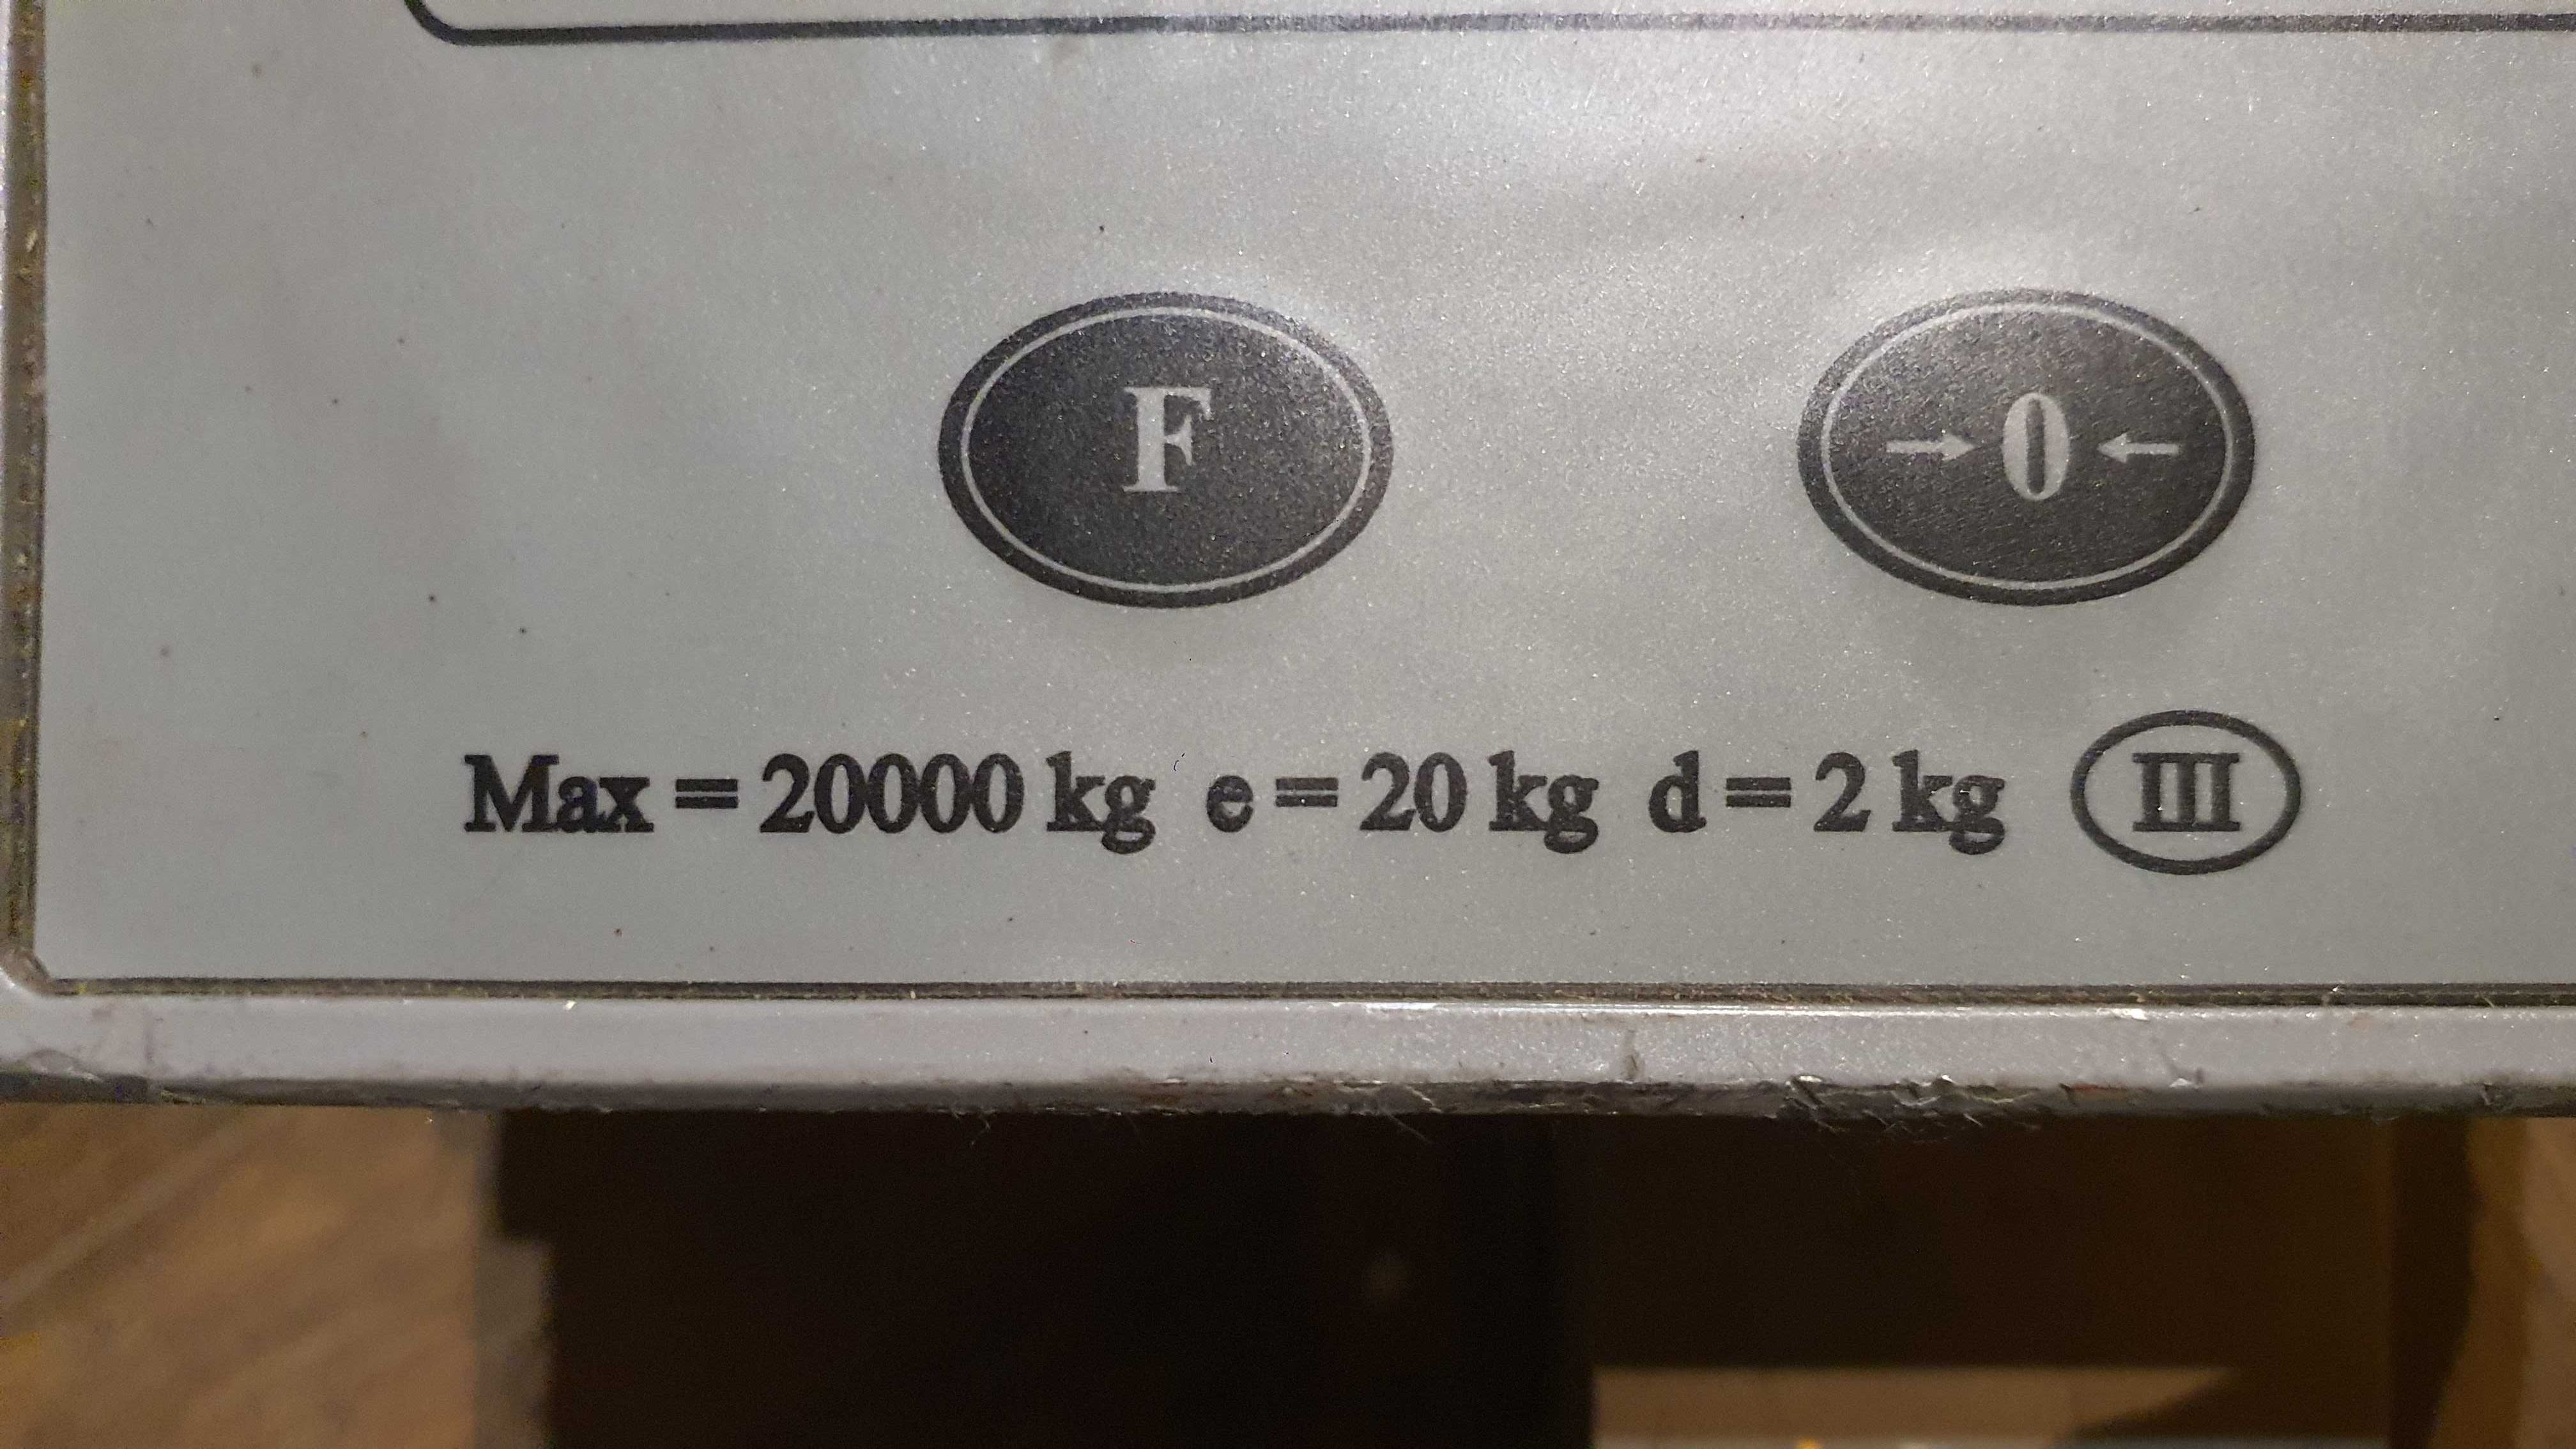 F →0←
Max = 20000 kg e = 20 kg d = 2 kg III